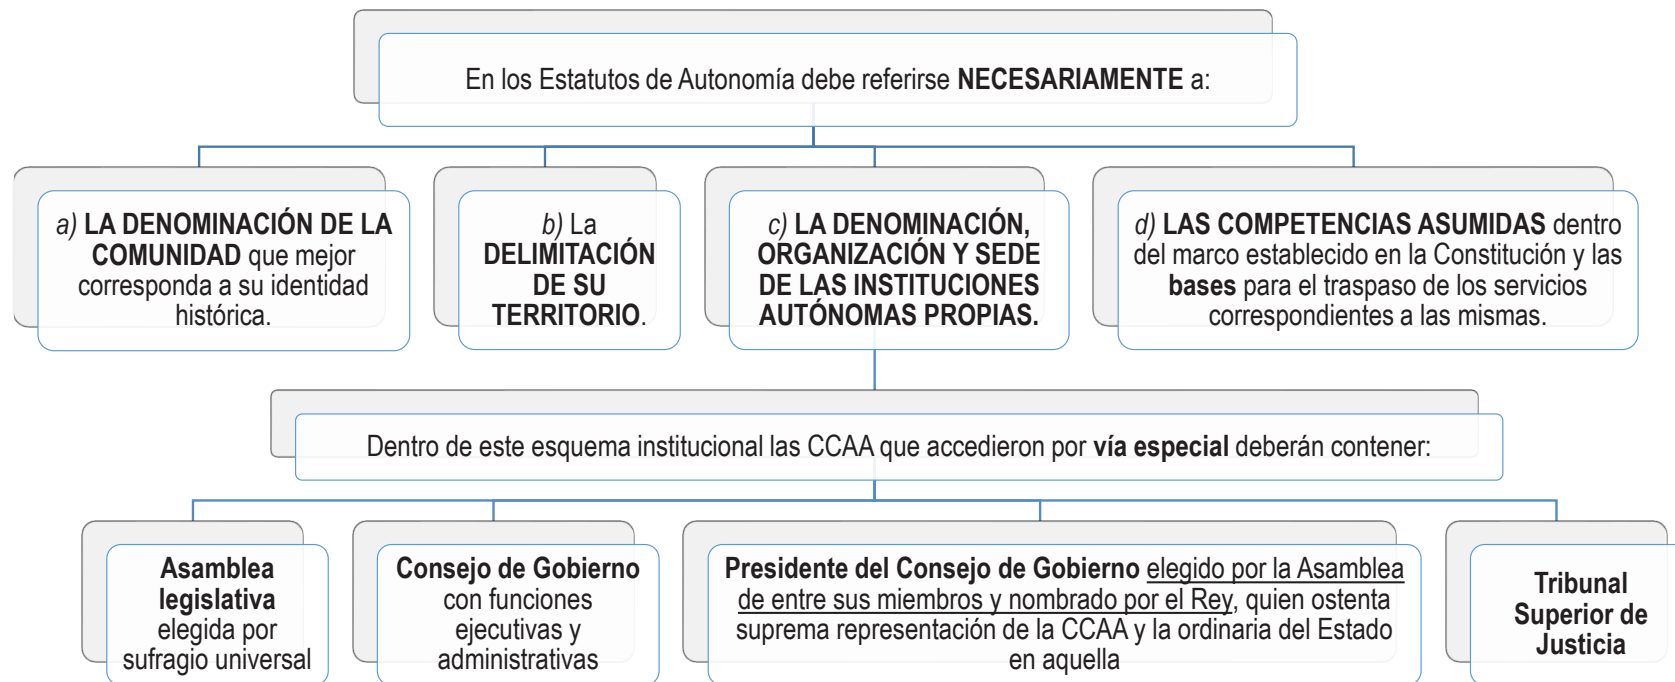 En los Estatutos de Autonomía debe referirse NECESARIAMENTE a:
a) LA DENOMINACIÓN DE LA
COMUNIDAD que mejor
corresponda a su identidad
histórica.
b) La
DELIMITACIÓN
DE SU
TERRITORIO.
c) LA DENOMINACIÓN,
ORGANIZACIÓN Y SEDE
DE LAS INSTITUCIONES
AUTÓNOMAS PROPIAS.
d) LAS COMPETENCIAS ASUMIDAS dentro
del marco establecido en la Constitución y las
bases para el traspaso de los servicios
correspondientes a las mismas.
Dentro de este esquema institucional las CCAA que accedieron por vía especial deberán contener:
Asamblea
legislativa
elegida por
sufragio universal
Consejo de Gobierno
con funciones
ejecutivas y
administrativas
Presidente del Consejo de Gobierno elegido por la Asamblea
de entre sus miembros y nombrado por el Rey, quien ostenta
suprema representación de la CCAA y la ordinaria del Estado
en aquella
Tribunal
Superior de
Justicia